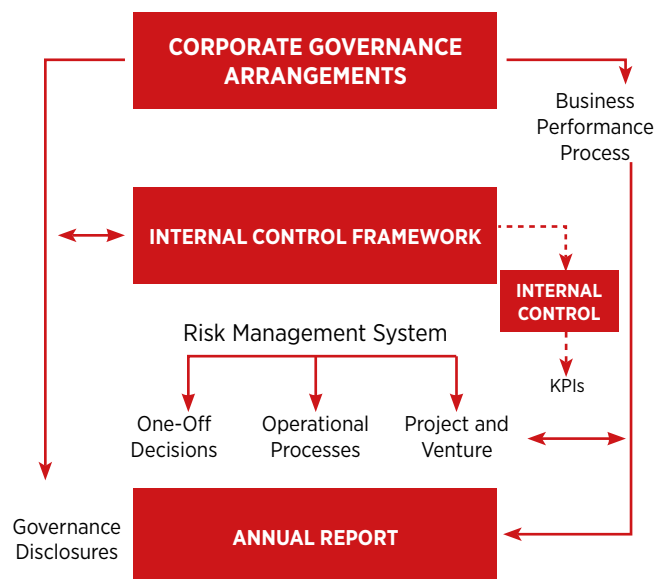 CORPORATE GOVERNANCE
ARRANGEMENTS
Business
Performance
Process
INTERNAL CONTROL FRAMEWORK
INTERNAL
CONTROL
Risk Management System
KPIs
One-Off
Decisions
Operational
Processes
Project and
Venture
Governance
Disclosures
ANNUAL REPORT